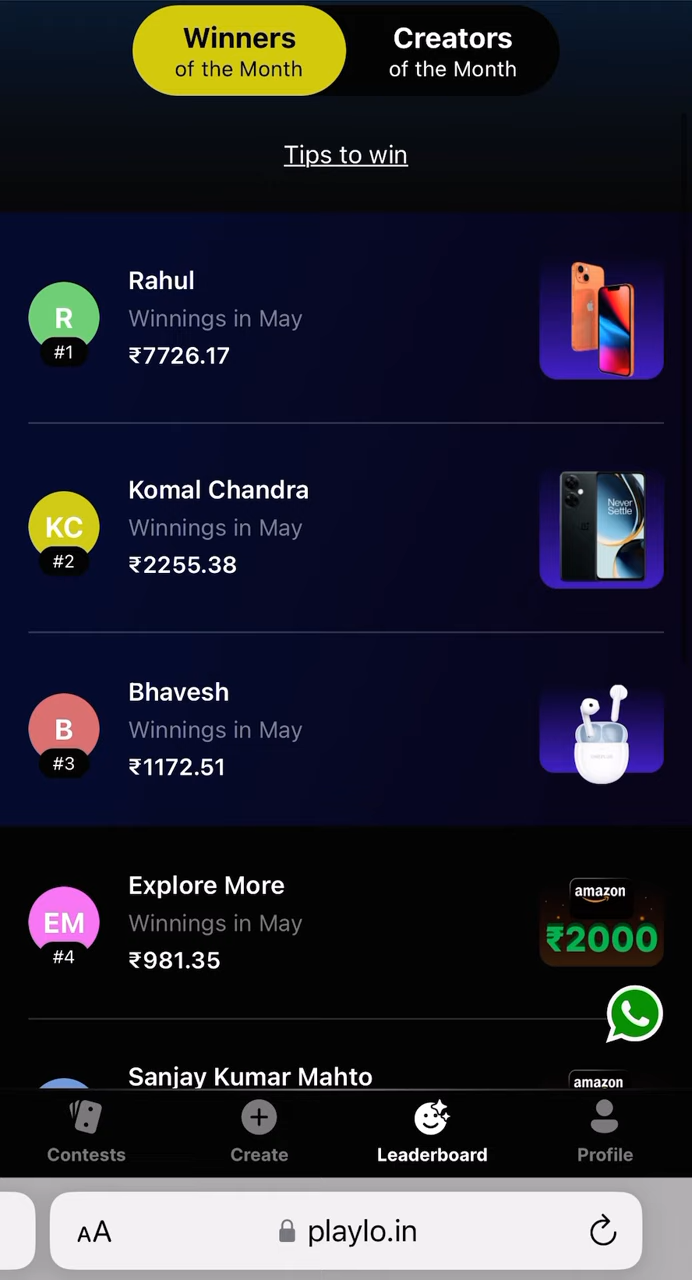 Winners
of the Month
Creators
of the Month
Tips to win
R
#1
Rahul
Winnings in May
₹7726.17
KC
#2
Komal Chandra
Winnings in May
₹2255.38
Never
Settle
B
#3
Bhavesh
Winnings in May
₹1172.51
EM
#4
Explore More
Winnings in May
₹981.35
amazon
₹2000
Sanjay Kumar Mahto
amazon
Contests
Create
Leaderboard
Profile
AA
playlo.in